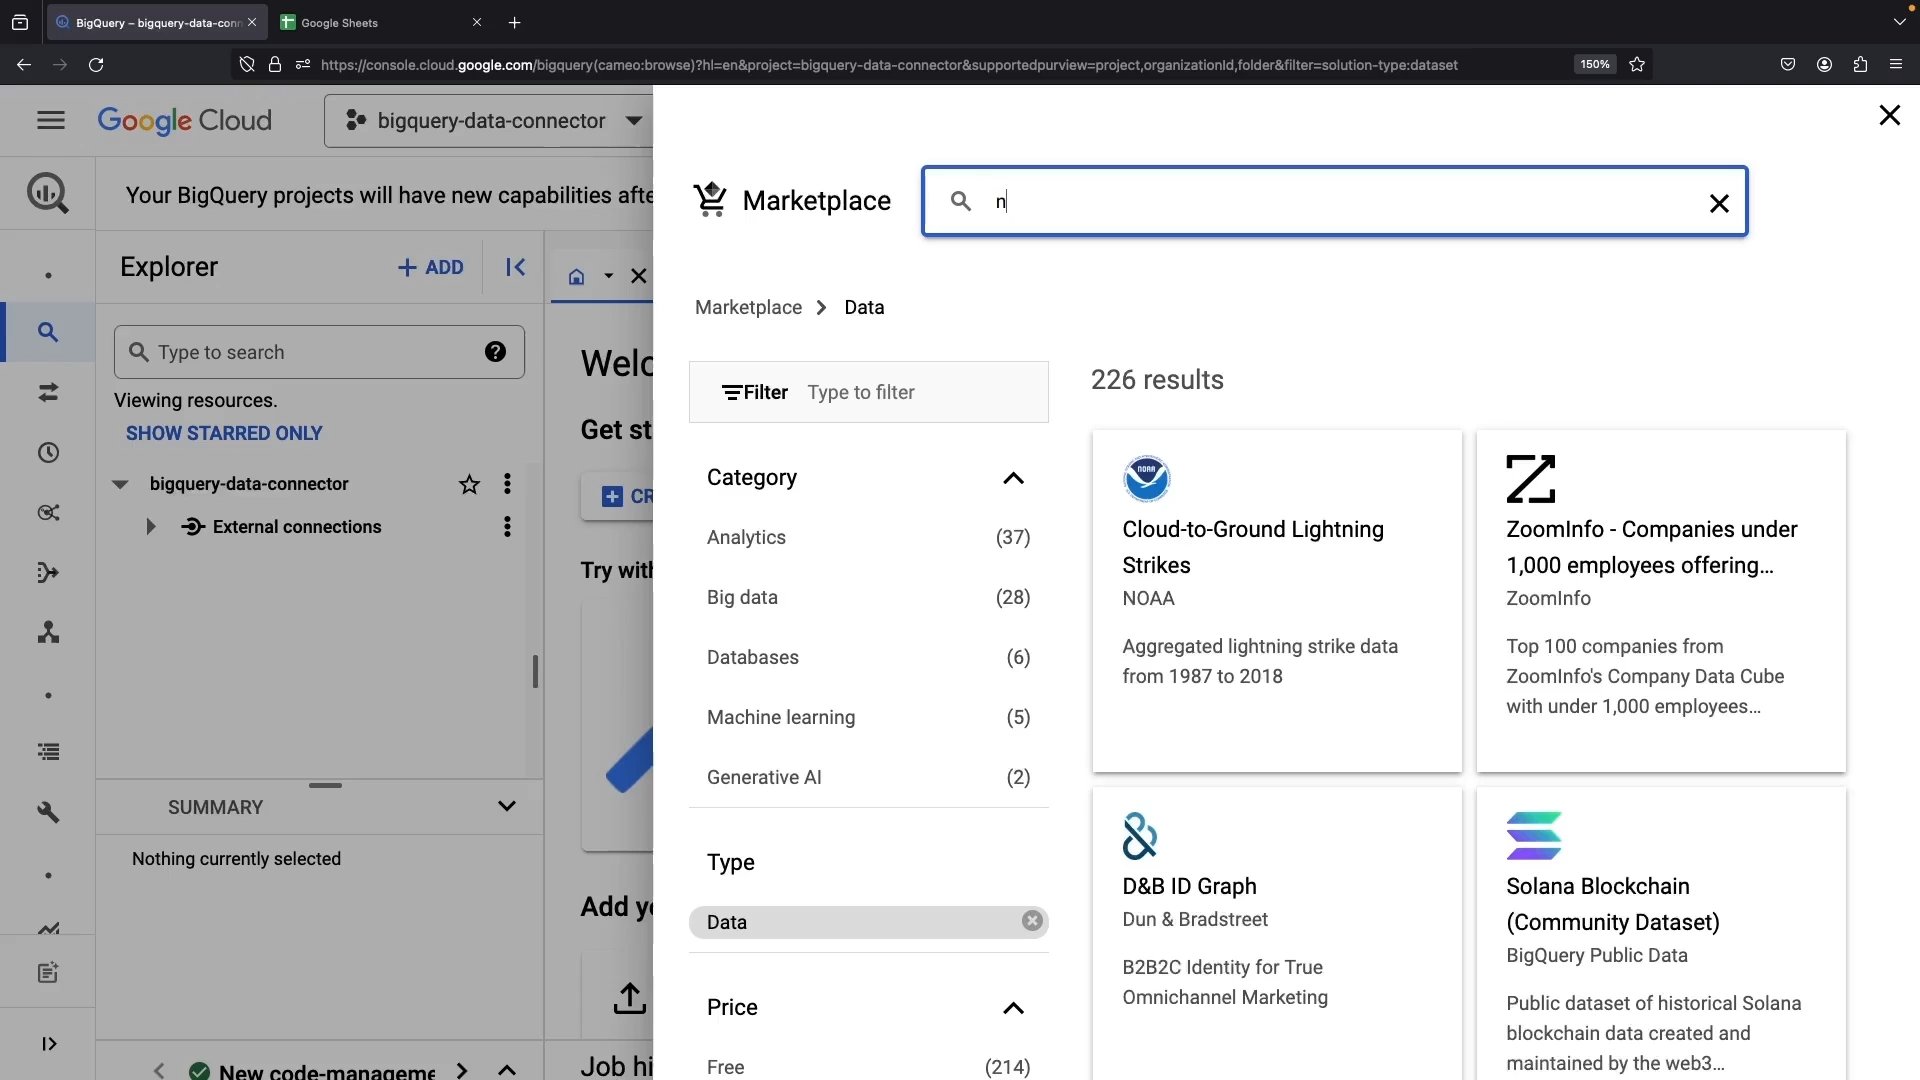 BigQuery – bigquery-data-conn
Google Sheets
https://console.cloud.google.com/bigquery(cameo:browse)?hl=en&project=bigquery-data-connector&supportedpurview=project,organizationId,folder&filter=solution-type:dataset
150%
Google Cloud
bigquery-data-connector
Your BigQuery projects will have new capabilities afte
Explorer
ADD
Type to search
Viewing resources.
SHOW STARRED ONLY
bigquery-data-connector
External connections
SUMMARY
Nothing currently selected
New code-manageme
Welc
Get st
CR
Try with
Add yo
Job hi
Marketplace
n
Marketplace
Data
Filter Type to filter
226 results
Category
Analytics (37)
Big data (28)
Databases (6)
Machine learning (5)
Generative AI (2)
Type
Data
Price
Free (214)
NOAA
Cloud-to-Ground Lightning
Strikes
NOAA
Aggregated lightning strike data
from 1987 to 2018
ZoomInfo - Companies under
1,000 employees offering...
ZoomInfo
Top 100 companies from
ZoomInfo's Company Data Cube
with under 1,000 employees...
D&B ID Graph
Dun & Bradstreet
B2B2C Identity for True
Omnichannel Marketing
Solana Blockchain
(Community Dataset)
BigQuery Public Data
Public dataset of historical Solana
blockchain data created and
maintained by the web3...